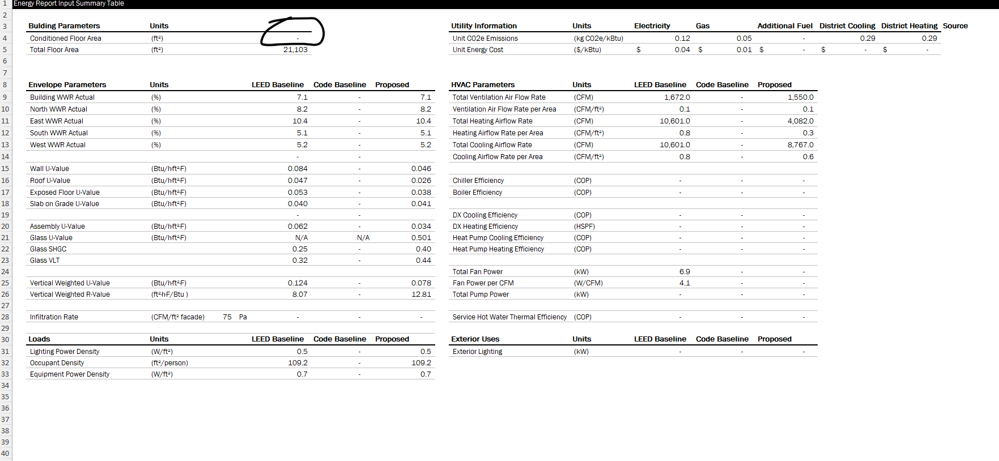 1 Energy Report Input Summary Table
2
3 Bulding Parameters Units Utility Information Units Electricity Gas Additional Fuel District Cooling District Heating Source
4 Conditioned Floor Area (ft²) - Unit CO2e Emissions (kg CO2e/kBtu) 0.12 0.05 - 0.29 0.29
5 Total Floor Area (ft²) 21,103 Unit Energy Cost ($/kBtu) $ 0.04 $ 0.01 $ - $ - $ -
6
7
8 Envelope Parameters Units LEED Baseline Code Baseline Proposed HVAC Parameters Units LEED Baseline Code Baseline Proposed
9 Building WWR Actual (%) 7.1 - 7.1 Total Ventilation Air Flow Rate (CFM) 1,672.0 - 1,550.0
10 North WWR Actual (%) 8.2 - 8.2 Ventilation Air Flow Rate per Area (CFM/ft²) 0.1 - 0.1
11 East WWR Actual (%) 10.4 - 10.4 Total Heating Airflow Rate (CFM) 10,601.0 - 4,082.0
12 South WWR Actual (%) 5.1 - 5.1 Heating Airflow Rate per Area (CFM/ft²) 0.8 - 0.3
13 West WWR Actual (%) 5.2 - 5.2 Total Cooling Airflow Rate (CFM) 10,601.0 - 8,767.0
14 - - Cooling Airflow Rate per Area (CFM/ft²) 0.8 - 0.6
15 Wall U-Value (Btu/hft²F) 0.084 - 0.046
16 Roof U-Value (Btu/hft²F) 0.047 - 0.026 Chiller Efficiency (COP) - - -
17 Exposed Floor U-Value (Btu/hft²F) 0.053 - 0.038 Boiler Efficiency (COP) - - -
18 Slab on Grade U-Value (Btu/hft²F) 0.040 - 0.041
19 - - DX Cooling Efficiency (COP) - - -
20 Assembly U-Value (Btu/hft²F) 0.062 - 0.034 DX Heating Efficiency (HSPF) - - -
21 Glass U-Value (Btu/hft²F) N/A N/A 0.501 Heat Pump Cooling Efficiency (COP) - - -
22 Glass SHGC 0.25 - 0.40 Heat Pump Heating Efficiency (COP) - - -
23 Glass VLT 0.32 - 0.44
24 Total Fan Power (kW) 6.9 - -
25 Vertical Weighted U-Value (Btu/hft²F) 0.124 - 0.078 Fan Power per CFM (W/CFM) 4.1 - -
26 Vertical Weighted R-Value (ft²·h·F/Btu ) 8.07 - 12.81 Total Pump Power (kW) - - -
27
28 Infiltration Rate (CFM/ft² facade) 75 Pa - - - Service Hot Water Thermal Efficiency (COP) - - -
29
30 Loads Units LEED Baseline Code Baseline Proposed Exterior Uses Units LEED Baseline Code Baseline Proposed
31 Lighting Power Density (W/ft²) 0.5 - 0.5 Exterior Lighting (kW) - - -
32 Occupant Density (ft²/person) 109.2 - 109.2
33 Equipment Power Density (W/ft²) 0.7 - 0.7
34
35
36
37
38
39
40